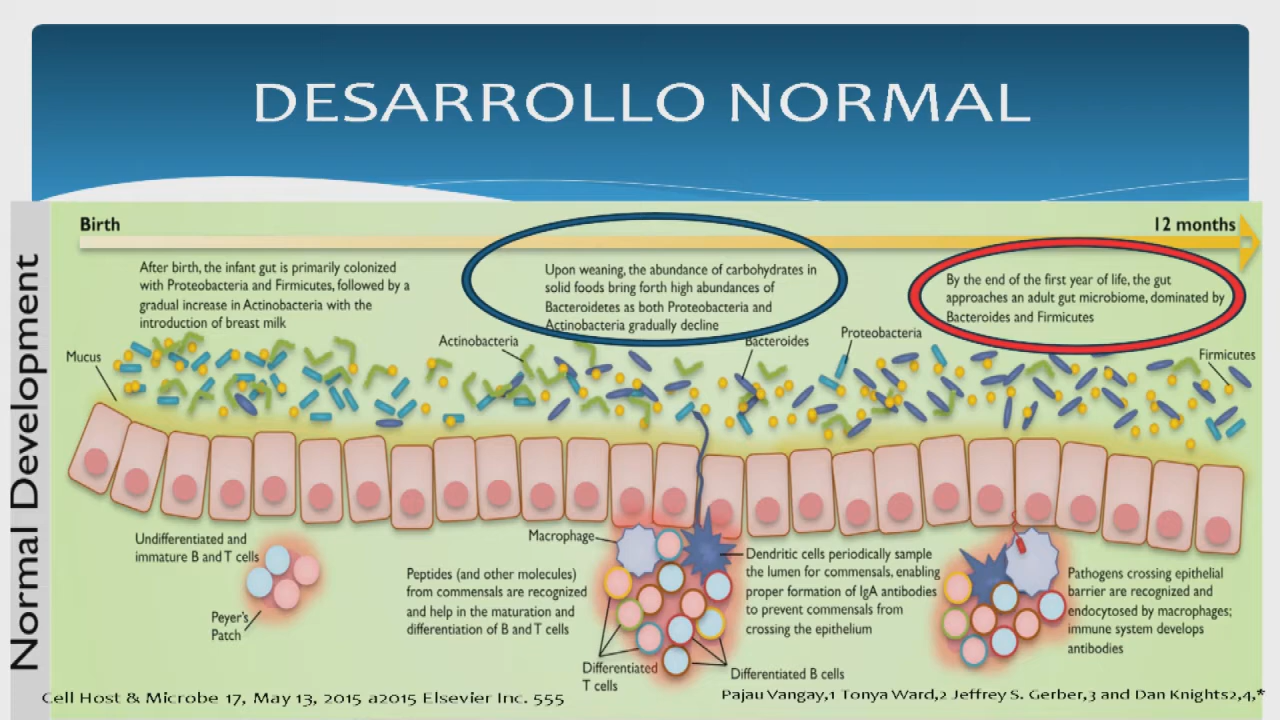 DESARROLLO NORMAL
Normal Development
Birth
12 months
After birth, the infant gut is primarily colonized
with Proteobacteria and Firmicutes, followed by a
gradual increase in Actinobacteria with the
introduction of breast milk
Upon weaning, the abundance of carbohydrates in
solid foods bring forth high abundances of
Bacteroidetes as both Proteobacteria and
Actinobacteria gradually decline
By the end of the first year of life, the gut
approaches an adult gut microbiome, dominated by
Bacteroides and Firmicutes
Mucus
Actinobacteria
Bacteroides
Proteobacteria
Firmicutes
Undifferentiated and
immature B and T cells
Peyer's
Patch
Macrophage
Peptides (and other molecules)
from commensals are recognized
and help in the maturation and
differentiation of B and T cells
Differentiated
T cells
Dendritic cells periodically sample
the lumen for commensals, enabling
proper formation of IgA antibodies
to prevent commensals from
crossing the epithelium
Differentiated B cells
Pathogens crossing epithelial
barrier are recognized and
endocytosed by macrophages;
immune system develops
antibodies
Cell Host & Microbe 17, May 13, 2015 a2015 Elsevier Inc. 555
Pajau Vangay,1 Tonya Ward,2 Jeffrey S. Gerber,3 and Dan Knights2,4,*